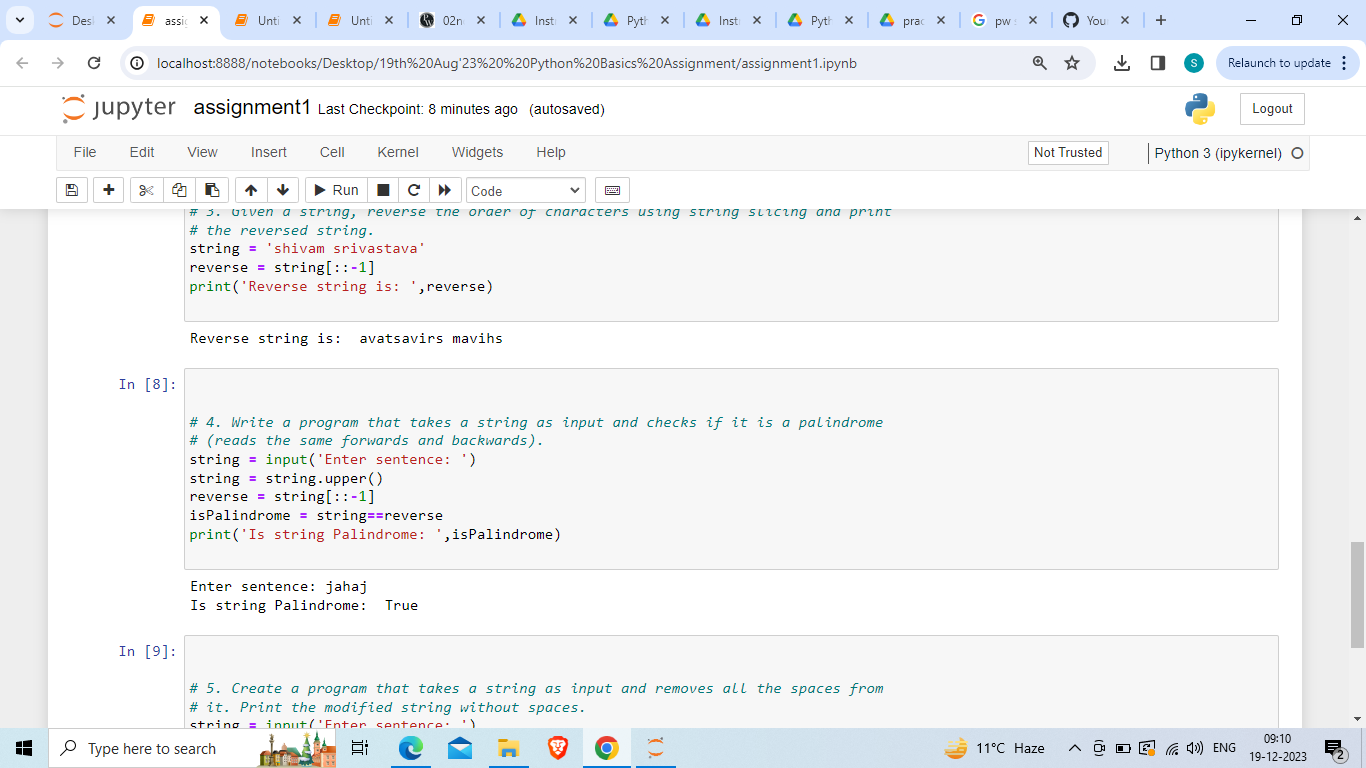 Desk
assig
Unti
Unti
02n
Inst
Pyth
Inst
Pyth
prac
pw
You
localhost:8888/notebooks/Desktop/19th%20Aug'23%20%20Python%20Basics%20Assignment/assignment1.ipynb
S
Relaunch to update
jupyter assignment1 Last Checkpoint: 8 minutes ago (autosaved)
Logout
File Edit View Insert Cell Kernel Widgets Help
Not Trusted
Python 3 (ipykernel)
Run
Code
# 3. Given a string, reverse the order of characters using string slicing and print
# the reversed string.
string = 'shivam srivastava'
reverse = string[::-1]
print('Reverse string is: ',reverse)
Reverse string is:  avatsavirs mavihs
In [8]:
# 4. Write a program that takes a string as input and checks if it is a palindrome
# (reads the same forwards and backwards).
string = input('Enter sentence: ')
string = string.upper()
reverse = string[::-1]
isPalindrome = string==reverse
print('Is string Palindrome: ',isPalindrome)
Enter sentence: jahaj
Is string Palindrome:  True
In [9]:
# 5. Create a program that takes a string as input and removes all the spaces from
# it. Print the modified string without spaces.
string = input('Enter sentence: ')
Type here to search
11°C Haze
ENG
09:10
19-12-2023
2